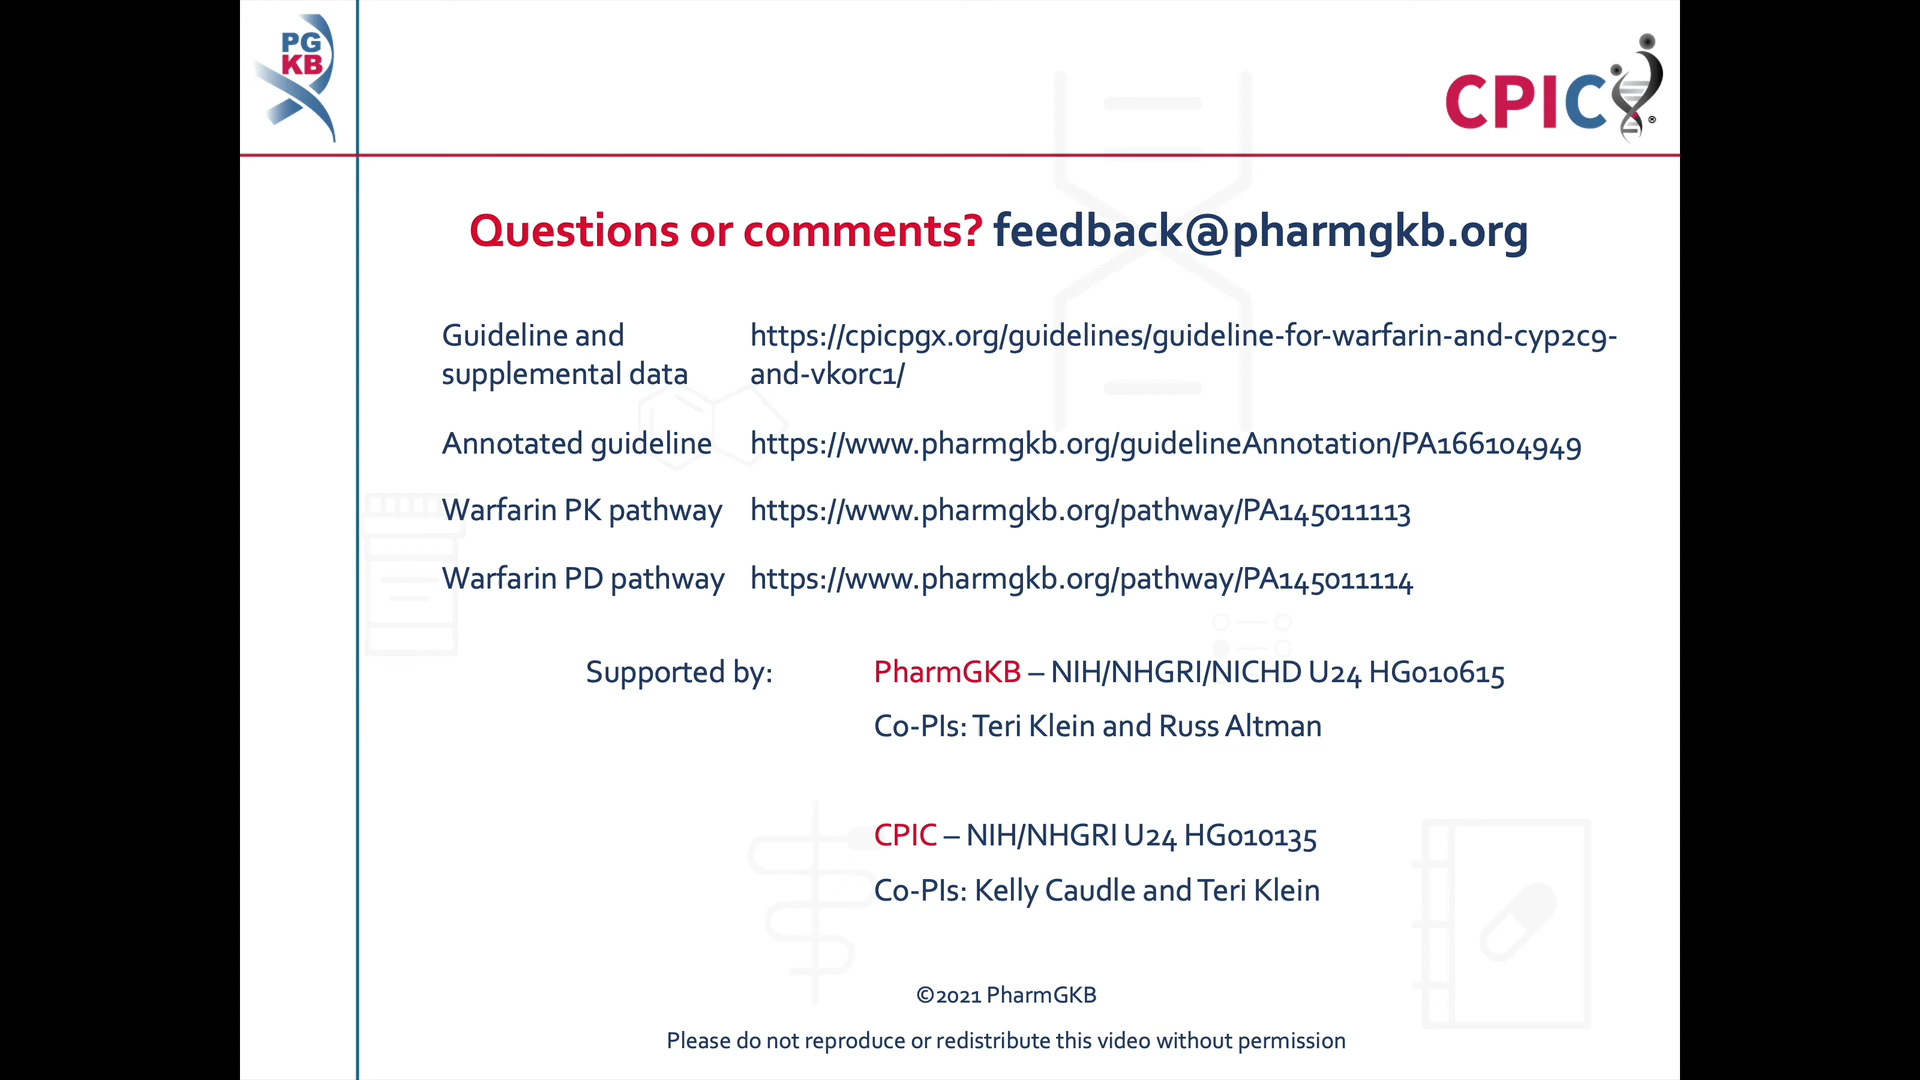 PG
KB
CPIC®
Questions or comments? feedback@pharmgkb.org
Guideline and
supplemental data
https://cpicpgx.org/guidelines/guideline-for-warfarin-and-cyp2c9-
and-vkorc1/
Annotated guideline https://www.pharmgkb.org/guidelineAnnotation/PA166104949
Warfarin PK pathway https://www.pharmgkb.org/pathway/PA145011113
Warfarin PD pathway https://www.pharmgkb.org/pathway/PA145011114
Supported by: PharmGKB – NIH/NHGRI/NICHD U24 HG010615
Co-PIs: Teri Klein and Russ Altman
CPIC – NIH/NHGRI U24 HG010135
Co-PIs: Kelly Caudle and Teri Klein
©2021 PharmGKB
Please do not reproduce or redistribute this video without permission